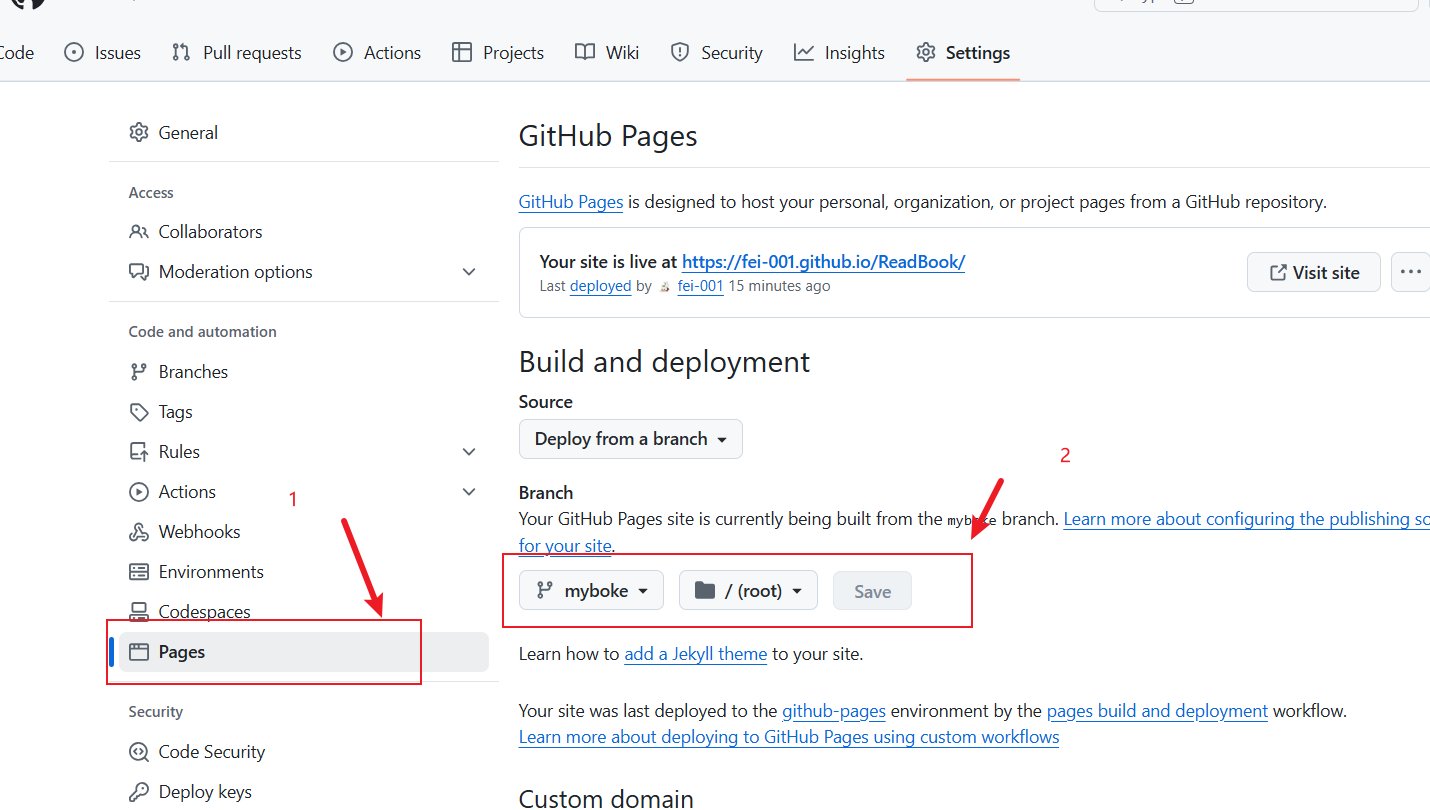 Code Issues Pull requests Actions Projects Wiki Security Insights Settings
General
Access
Collaborators
Moderation options
Code and automation
Branches
Tags
Rules
Actions
1
Webhooks
Environments
Codespaces
Pages
Security
Code Security
Deploy keys
GitHub Pages
GitHub Pages is designed to host your personal, organization, or project pages from a GitHub repository.
Your site is live at https://fei-001.github.io/ReadBook/
Last deployed by fei-001 15 minutes ago
Visit site
Build and deployment
Source
Deploy from a branch
2
Branch
Your GitHub Pages site is currently being built from the myboke branch. Learn more about configuring the publishing so
for your site.
myboke / (root) Save
Learn how to add a Jekyll theme to your site.
Your site was last deployed to the github-pages environment by the pages build and deployment workflow.
Learn more about deploying to GitHub Pages using custom workflows
Custom domain